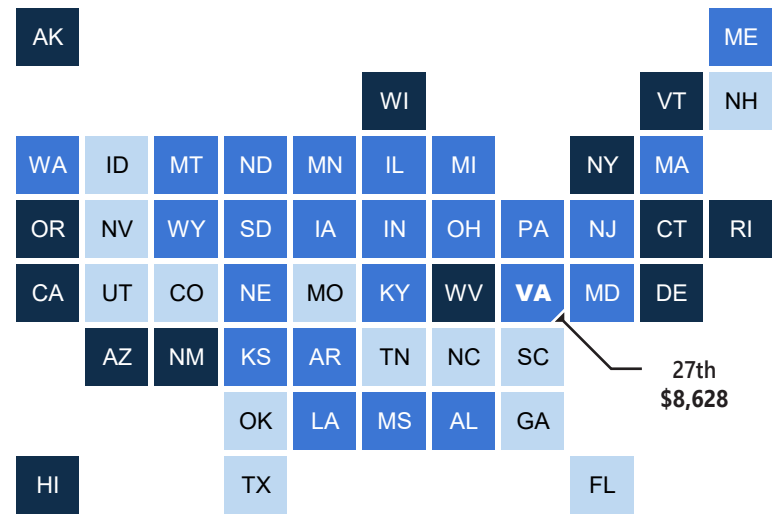 AK ME
WI VT NH
WA ID MT ND MN IL MI NY MA
OR NV WY SD IA IN OH PA NJ CT RI
CA UT CO NE MO KY WV VA MD DE
AZ NM KS AR TN NC SC
27th
$8,628
OK LA MS AL GA
HI TX FL